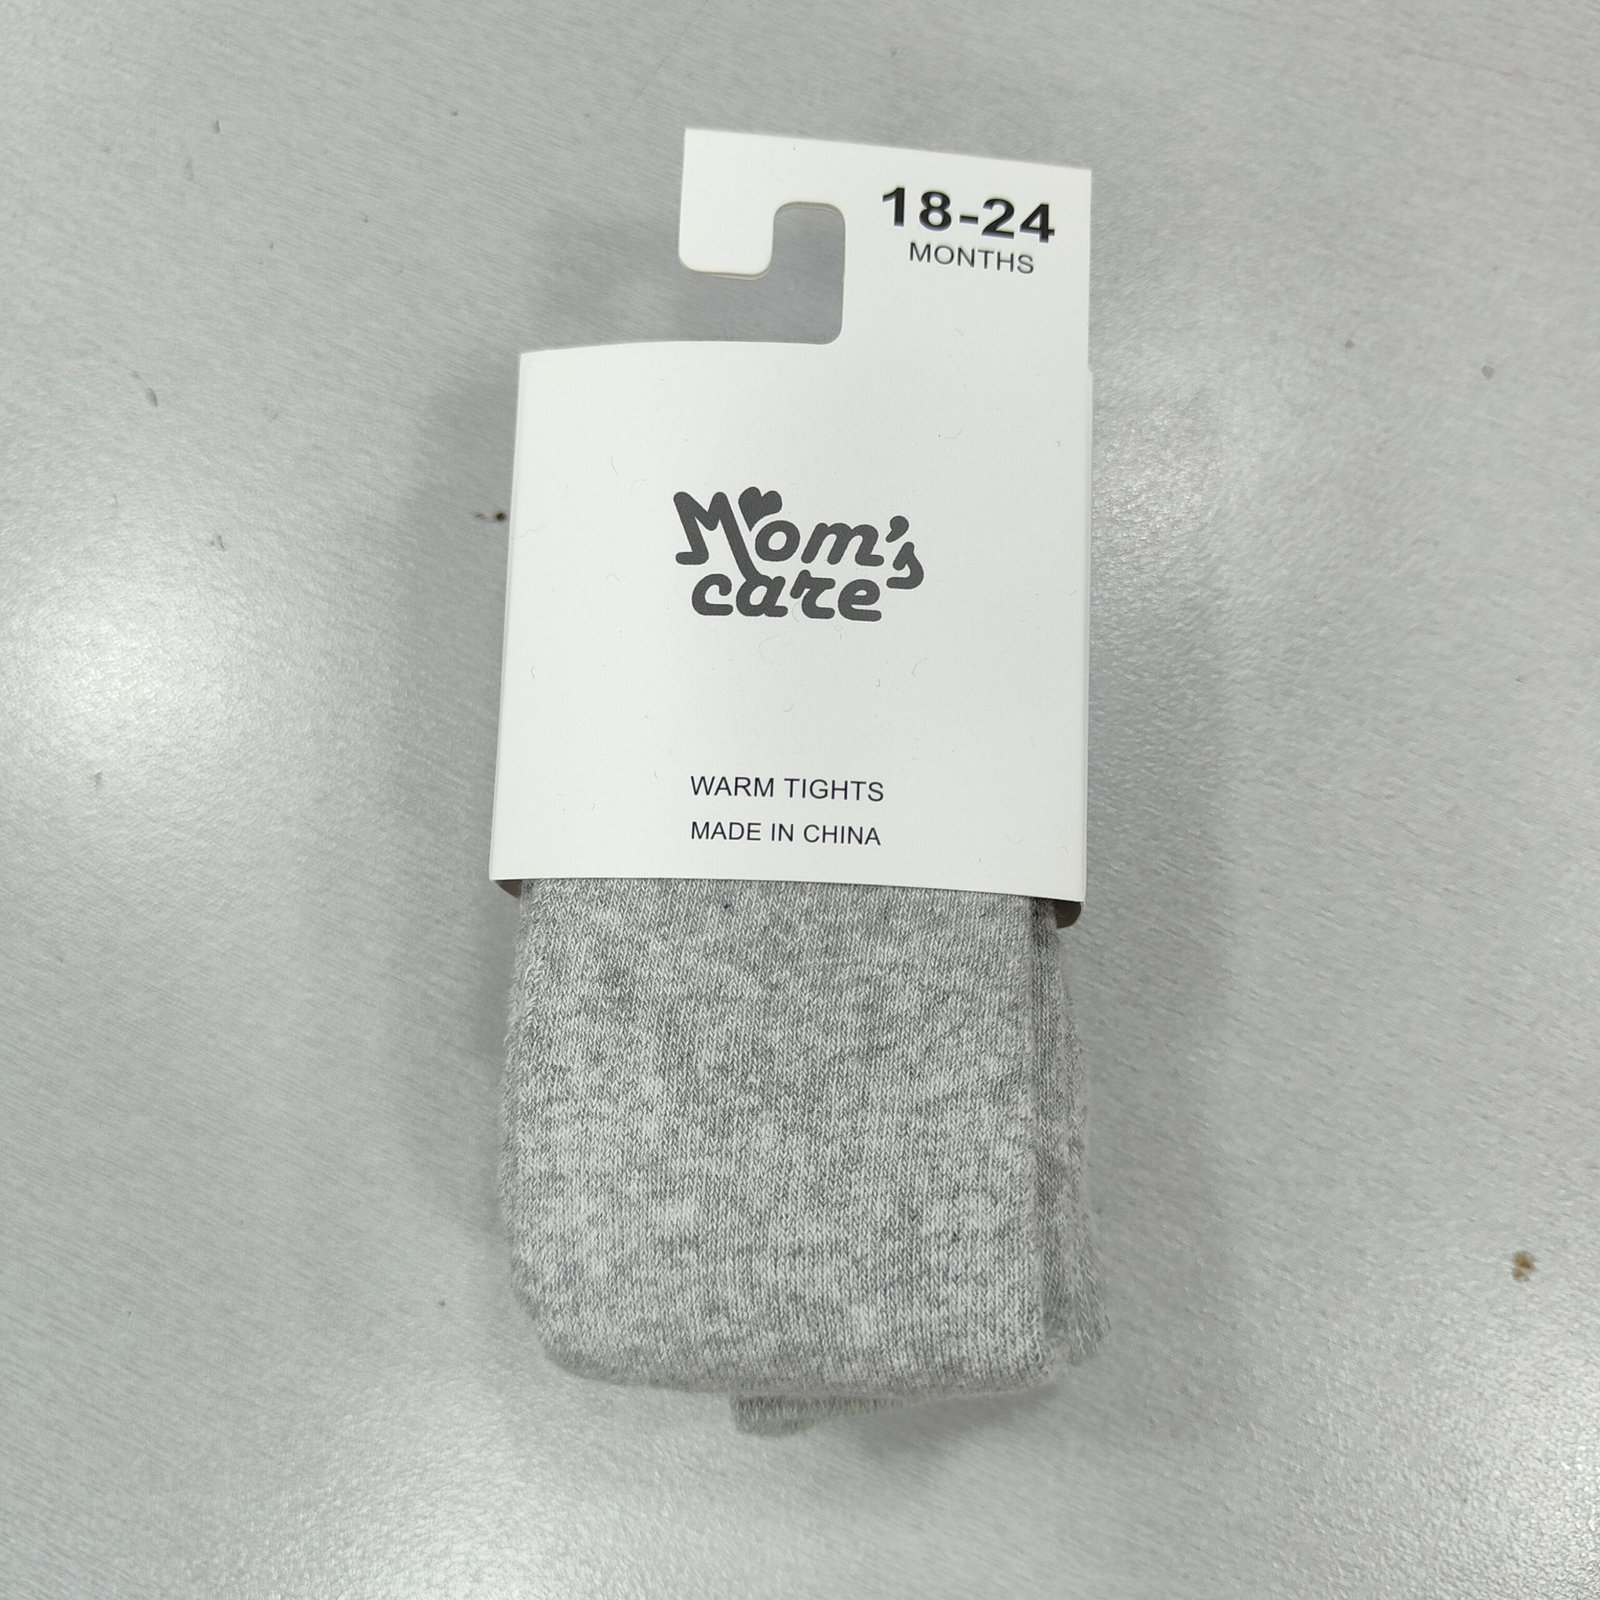 18-24
MONTHS
Mom's
care
WARM TIGHTS
MADE IN CHINA